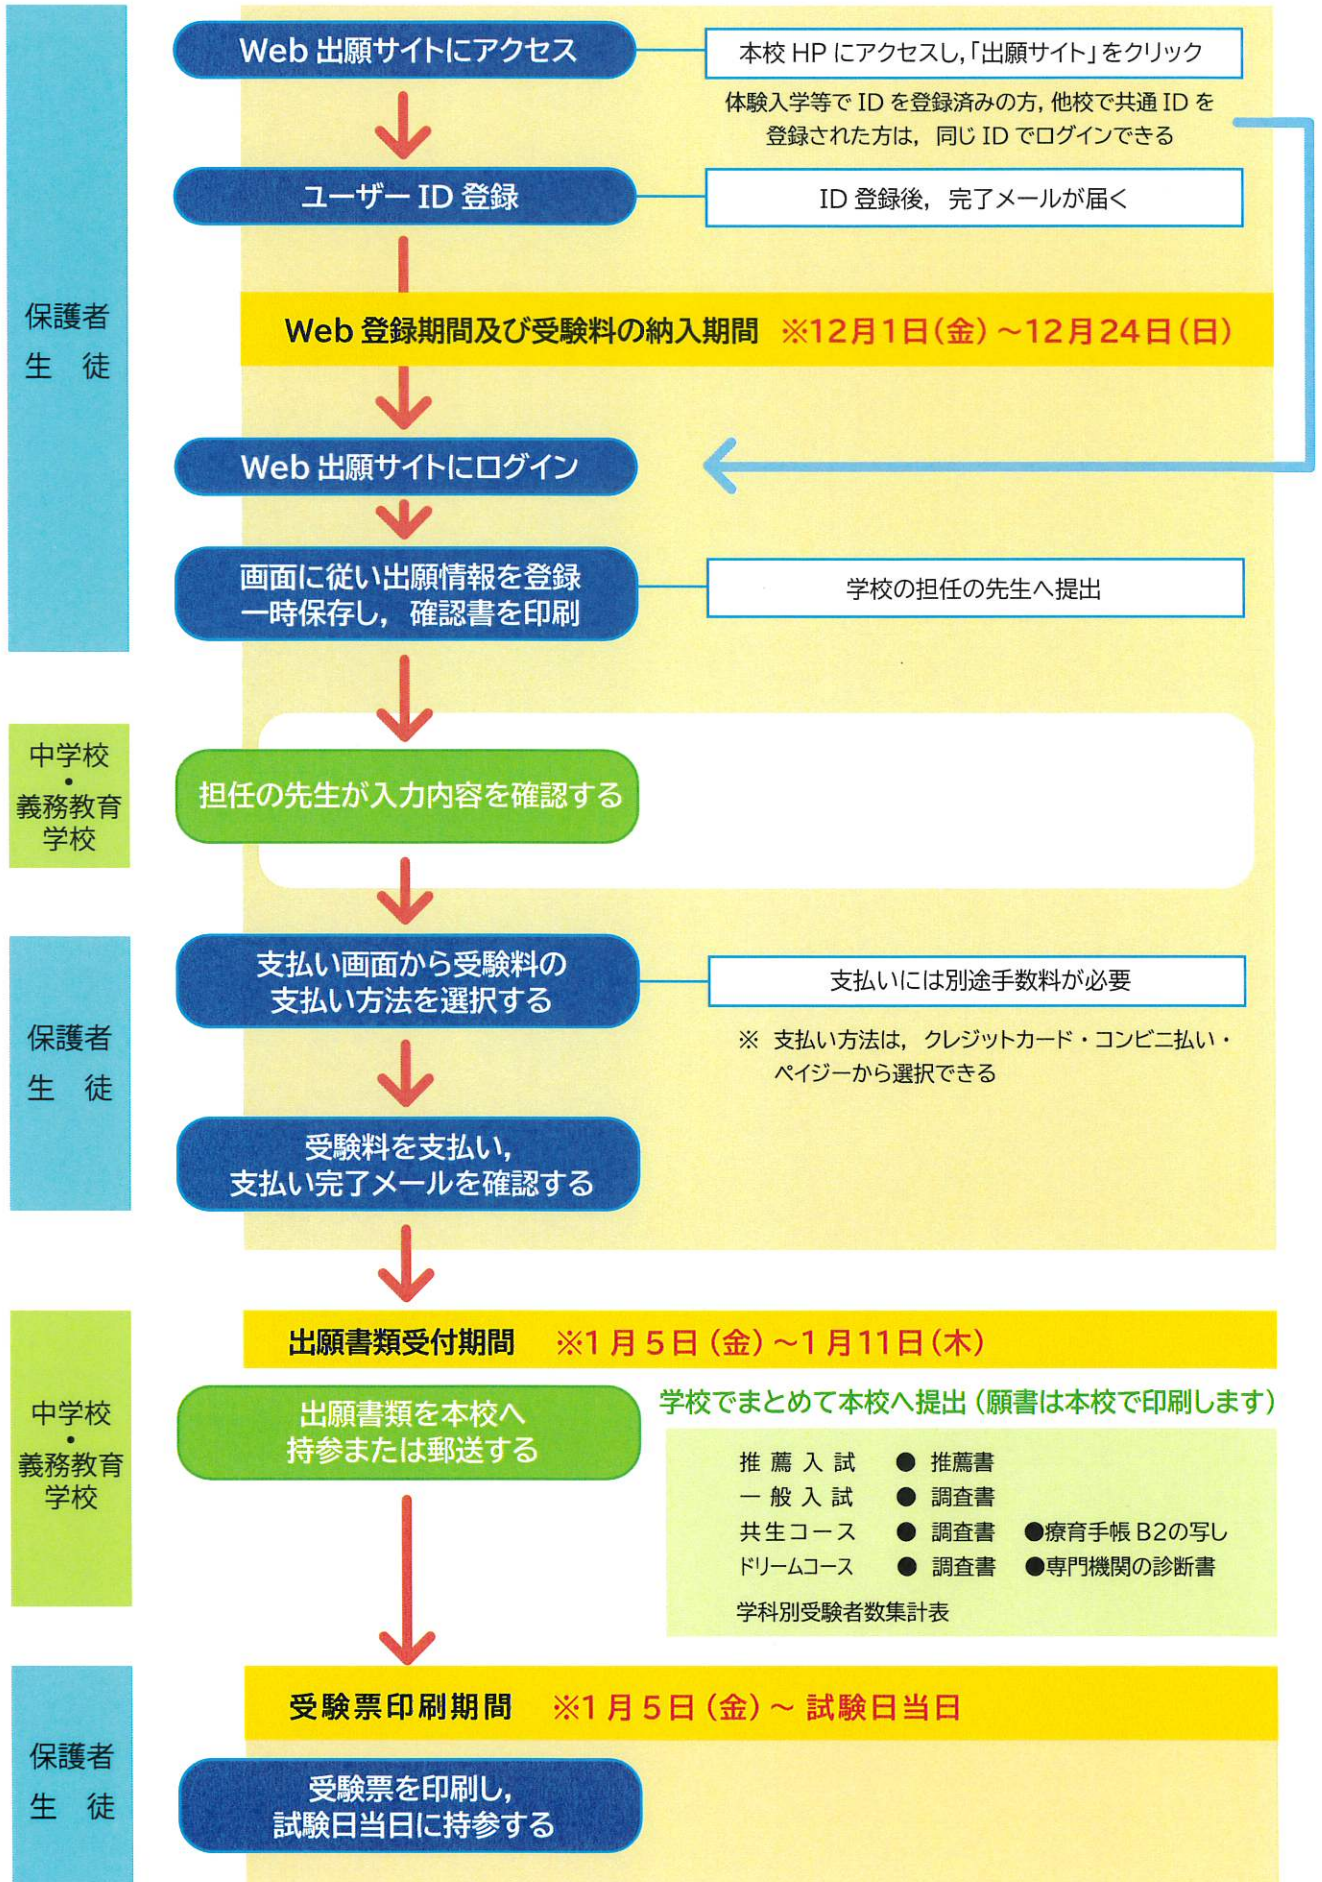 Web 出願サイトにアクセス
本校 HP にアクセスし,「出願サイト」をクリック
体験入学等で ID を登録済みの方, 他校で共通 ID を
登録された方は, 同じ ID でログインできる
ユーザー ID 登録
ID 登録後, 完了メールが届く
保護者
生 徒
Web 登録期間及び受験料の納入期間 ※12月1日(金)～12月24日(日)
Web 出願サイトにログイン
画面に従い出願情報を登録
一時保存し, 確認書を印刷
学校の担任の先生へ提出
中学校
・
義務教育
学校
担任の先生が入力内容を確認する
保護者
生 徒
支払い画面から受験料の
支払い方法を選択する
支払いには別途手数料が必要
※ 支払い方法は, クレジットカード・コンビニ払い・
ペイジーから選択できる
受験料を支払い,
支払い完了メールを確認する
中学校
・
義務教育
学校
出願書類受付期間 ※1月5日(金)～1月11日(木)
出願書類を本校へ
持参または郵送する
学校でまとめて本校へ提出(願書は本校で印刷します)
推薦入試 ● 推薦書
一般入試 ● 調査書
共生コース ● 調査書 ●療育手帳B2の写し
ドリームコース ● 調査書 ●専門機関の診断書
学科別受験者数集計表
保護者
生 徒
受験票印刷期間 ※1月5日(金)～ 試験日当日
受験票を印刷し,
試験日当日に持参する